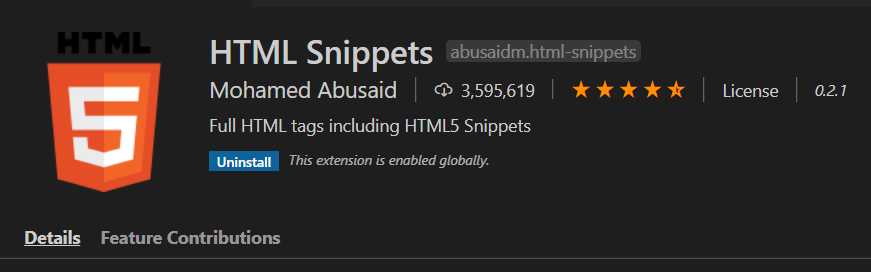 HTML
5
HTML Snippets abusaidm.html-snippets
Mohamed Abusaid 3,595,619 License 0.2.1
Full HTML tags including HTML5 Snippets
Uninstall This extension is enabled globally.
Details Feature Contributions